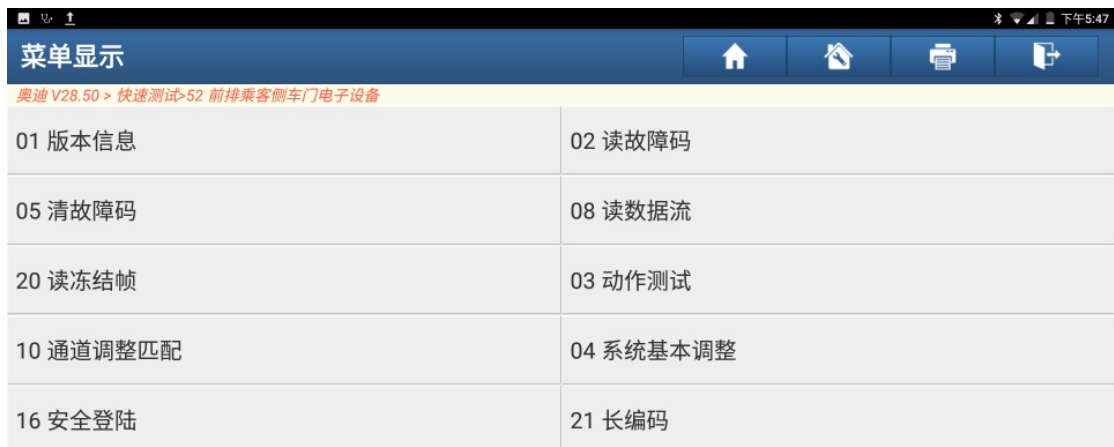 下午5:47
菜单显示
奥迪 V28.50 > 快速测试>52 前排乘客侧车门电子设备
01 版本信息
02 读故障码
05 清故障码
08 读数据流
20 读冻结帧
03 动作测试
10 通道调整匹配
04 系统基本调整
16 安全登陆
21 长编码